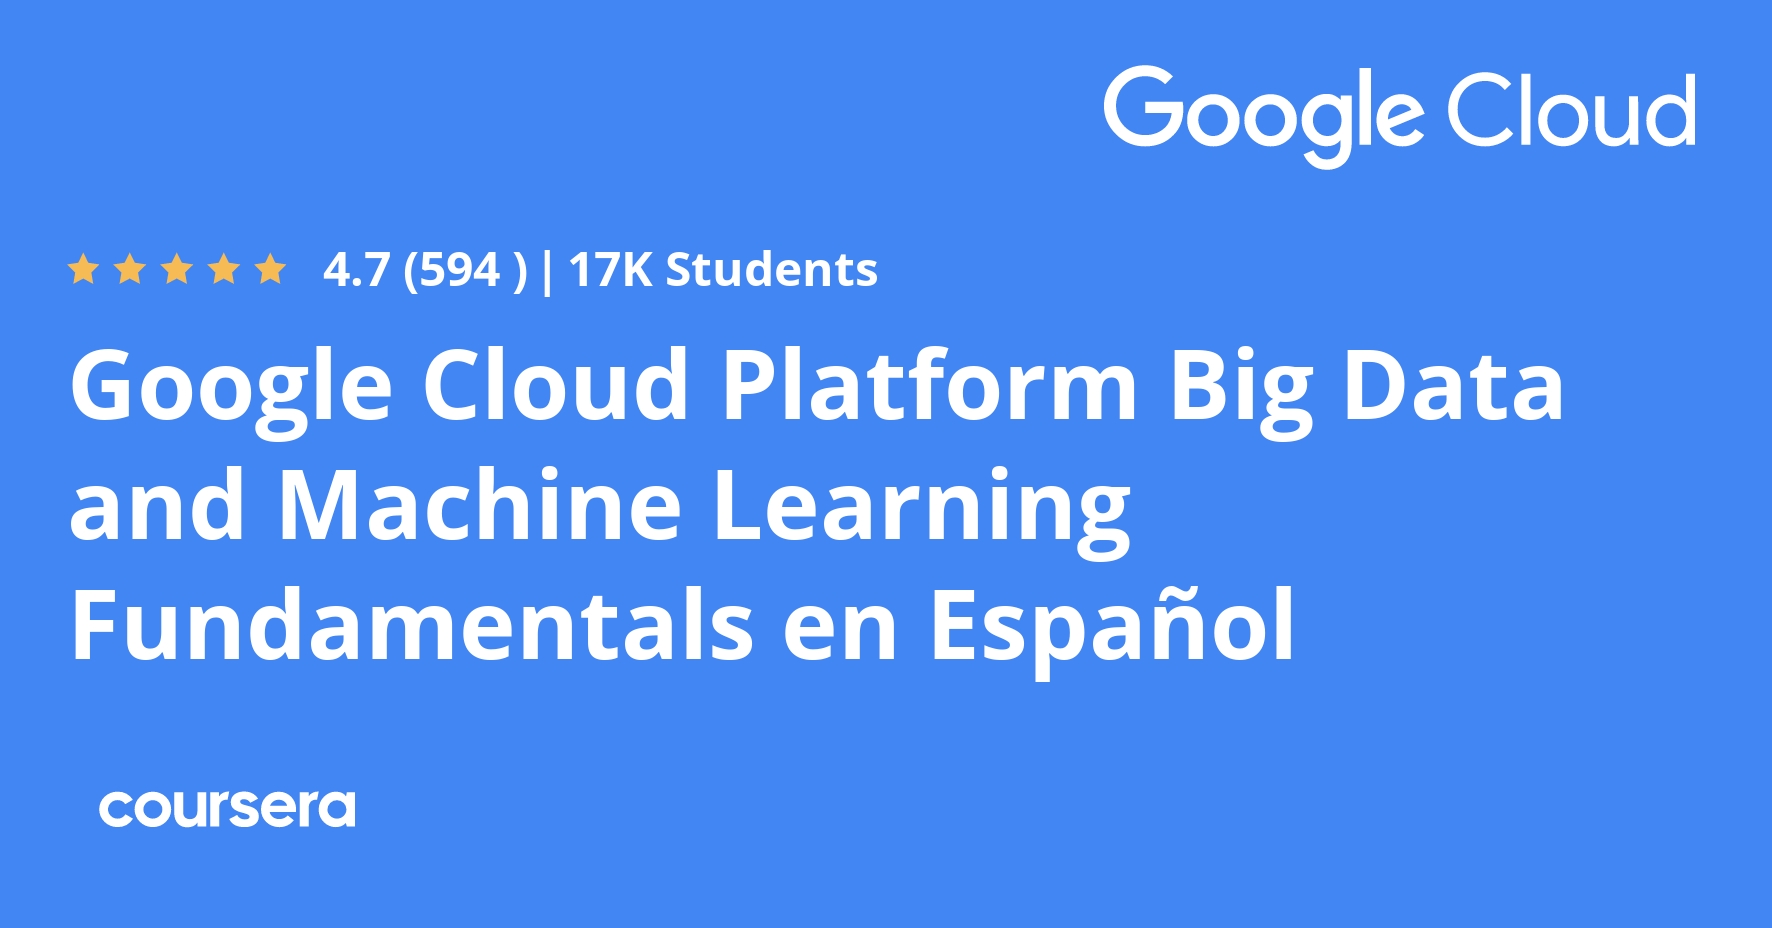 Google Cloud
4.7 (594 ) | 17K Students
Google Cloud Platform Big Data
and Machine Learning
Fundamentals en Español
coursera